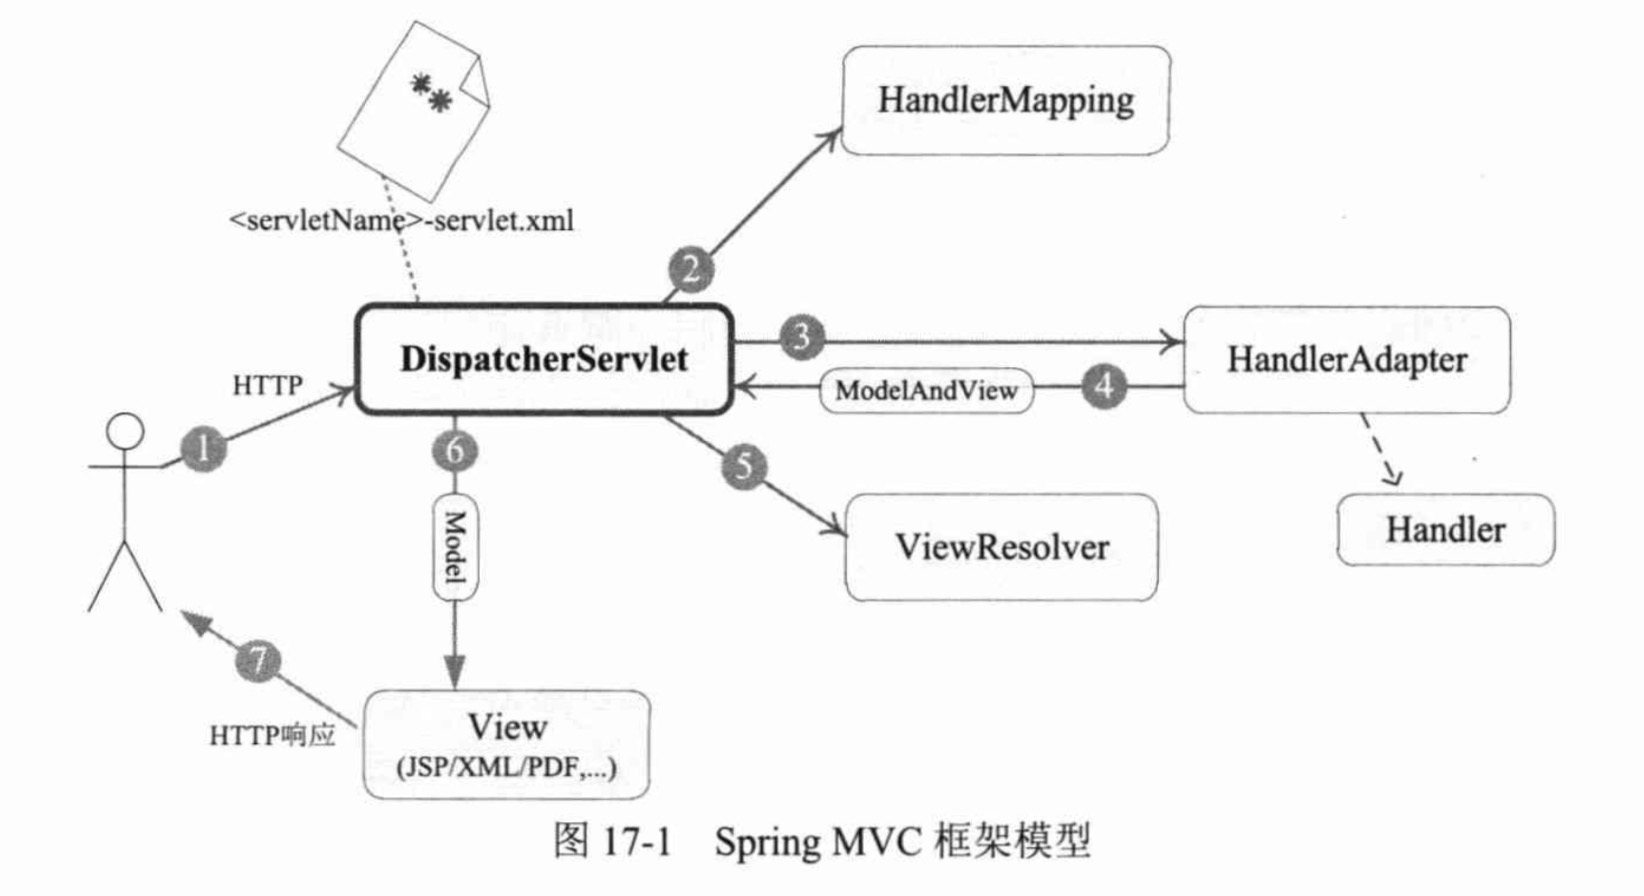 **
HandlerMapping
<servletName>-servlet.xml
2
3
DispatcherServlet
HandlerAdapter
HTTP
ModelAndView
4
1
6
5
Model
ViewResolver
Handler
7
HTTP响应
View
(JSP/XML/PDF,...)
图 17-1 Spring MVC 框架模型